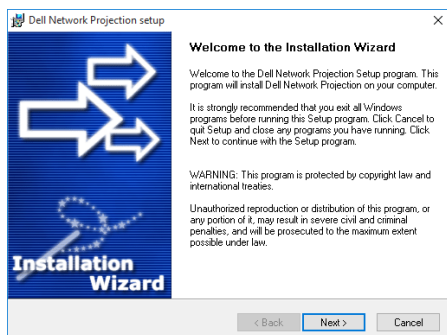 Dell Network Projection setup
Welcome to the Installation Wizard
Welcome to the Dell Network Projection Setup program. This
program will install Dell Network Projection on your computer.
It is strongly recommended that you exit all Windows
programs before running this Setup program. Click Cancel to
quit Setup and close any programs you have running. Click
Next to continue with the Setup program.
WARNING: This program is protected by copyright law and
international treaties.
Unauthorized reproduction or distribution of this program, or
any portion of it, may result in severe civil and criminal
penalties, and will be prosecuted to the maximum extent
possible under law.
Installation
Wizard
< Back
Next >
Cancel